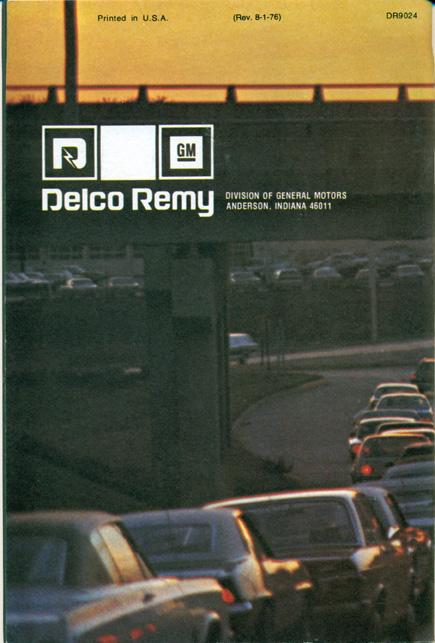 Printed in U.S.A. (Rev. 8-1-76) DR9024
D GM
Delco Remy
DIVISION OF GENERAL MOTORS
ANDERSON, INDIANA 46011